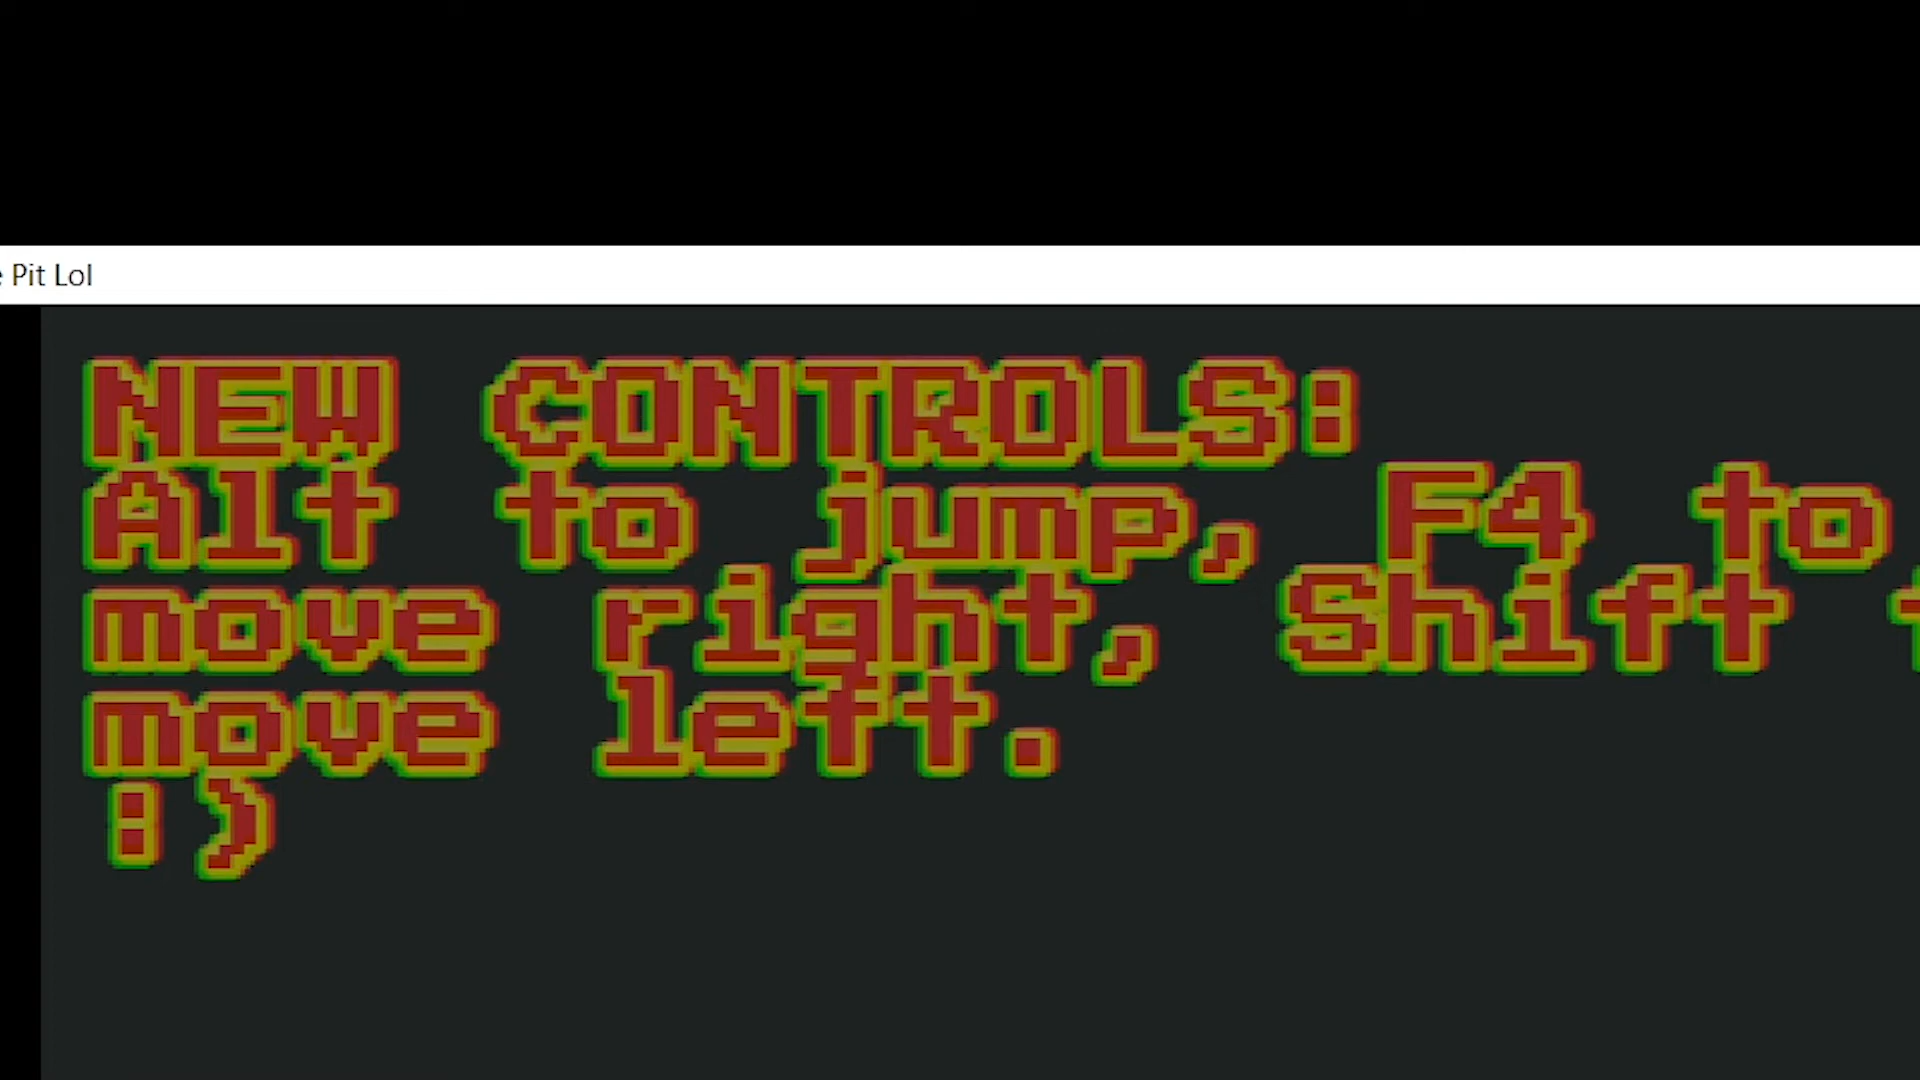 Pit Lol
NEW CONTROLS:
Alt to jump, F4 to
move right, Shift
move left.
:)